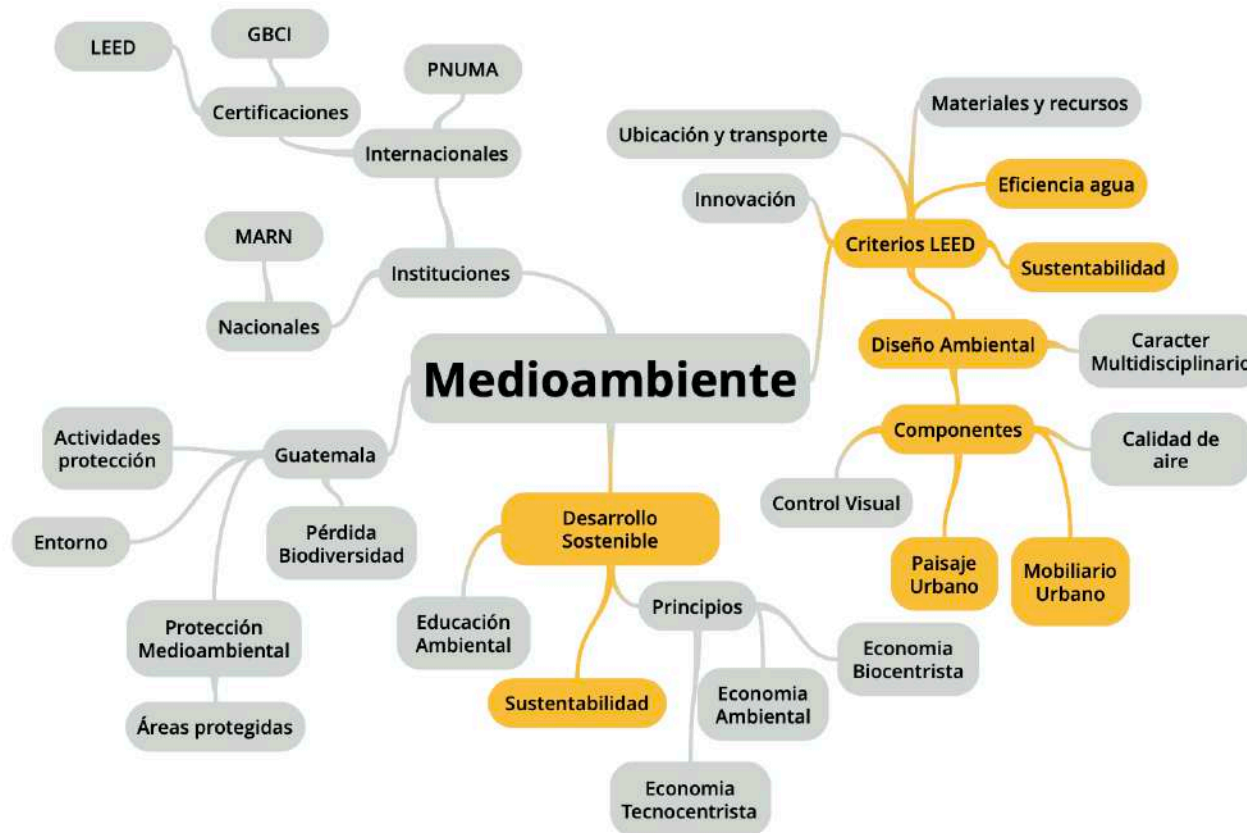 LEED
GBCI
PNUMA
Certificaciones
Internacionales
MARN
Instituciones
Nacionales
Medioambiente
Actividades
protección
Guatemala
Entorno
Pérdida
Biodiversidad
Protección
Medioambiental
Áreas protegidas
Desarrollo
Sostenible
Educación
Ambiental
Sustentabilidad
Principios
Economia
Biocentrista
Economia
Ambiental
Economia
Tecnocentrista
Materiales y recursos
Ubicación y transporte
Eficiencia agua
Innovación
Criterios LEED
Sustentabilidad
Diseño Ambiental
Caracter
Multidisciplinario
Componentes
Calidad de
aire
Control Visual
Paisaje
Urbano
Mobiliario
Urbano